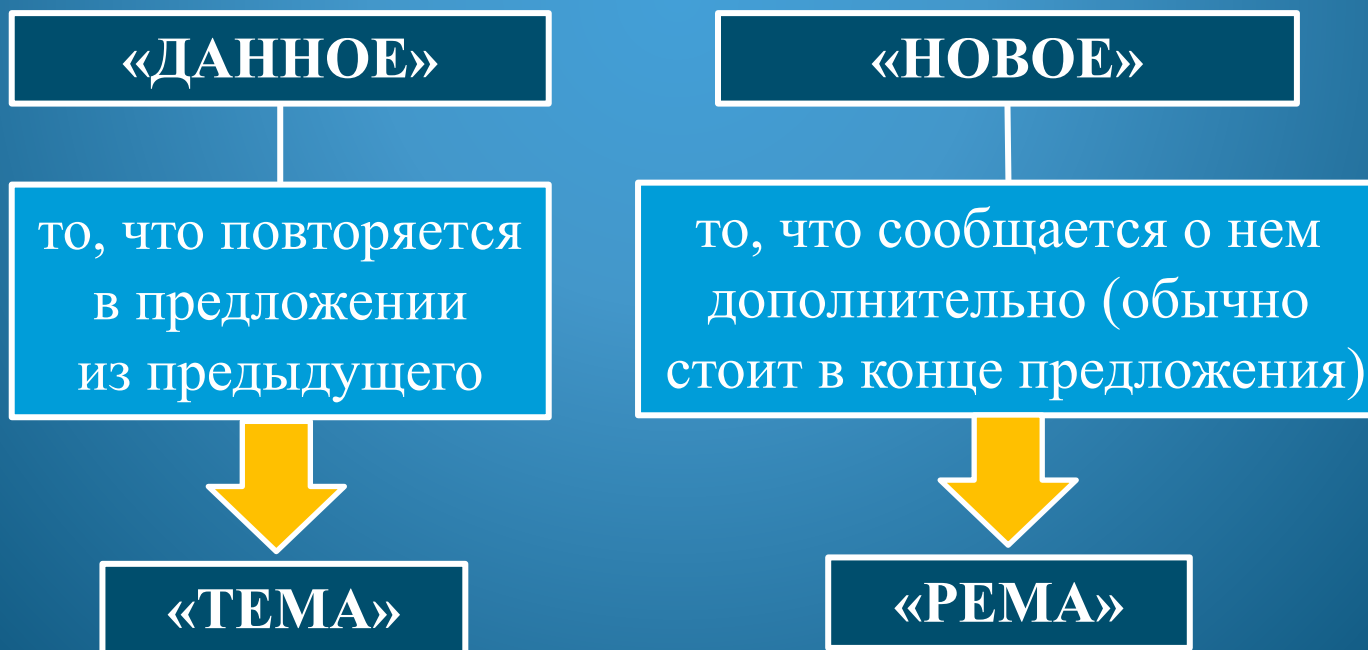 «ДАННОЕ»
то, что повторяется
в предложении
из предыдущего
«ТЕМА»
«НОВОЕ»
то, что сообщается о нем
дополнительно (обычно
стоит в конце предложения)
«РЕМА»